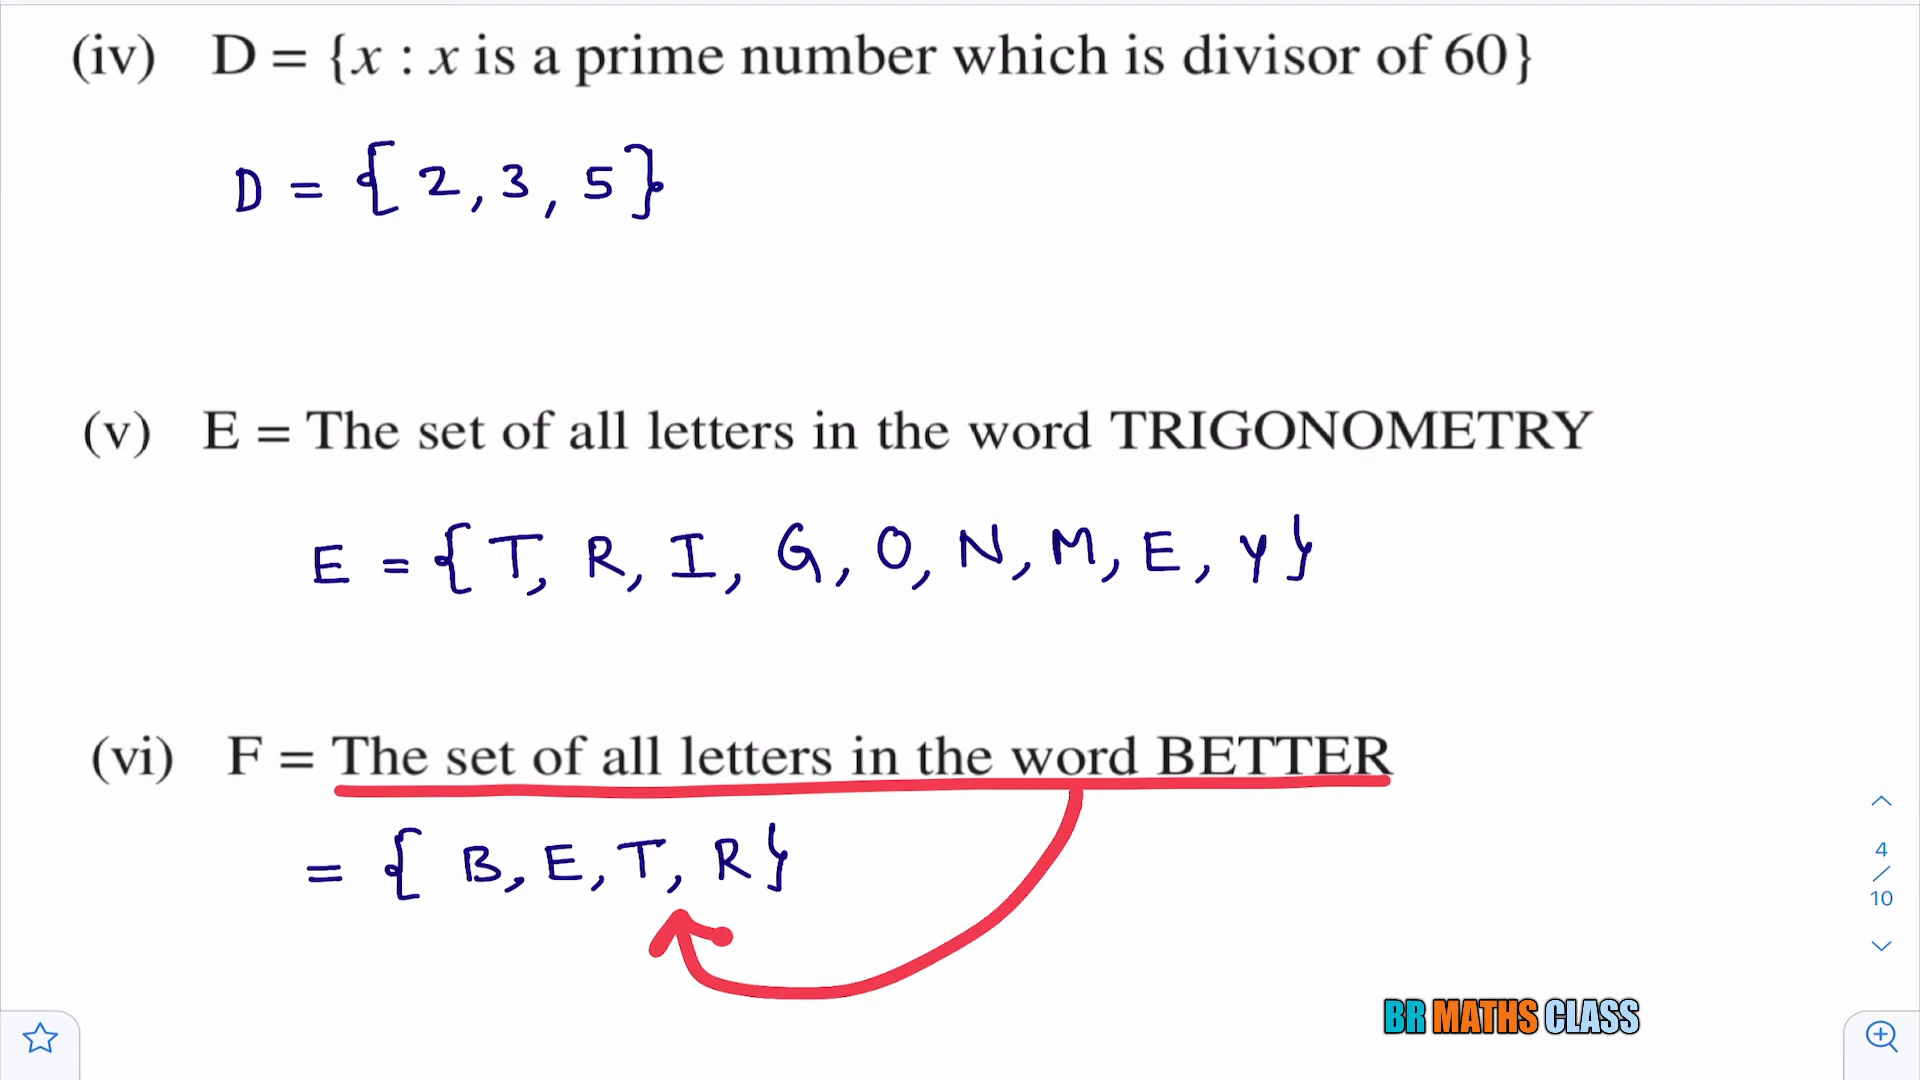 (iv) D = {x : x is a prime number which is divisor of 60}
D = {2, 3, 5}
(v) E = The set of all letters in the word TRIGONOMETRY
E = {T, R, I, G, O, N, M, E, Y}
(vi) F = The set of all letters in the word BETTER
= {B, E, T, R}
4
/
10
BR MATHS CLASS